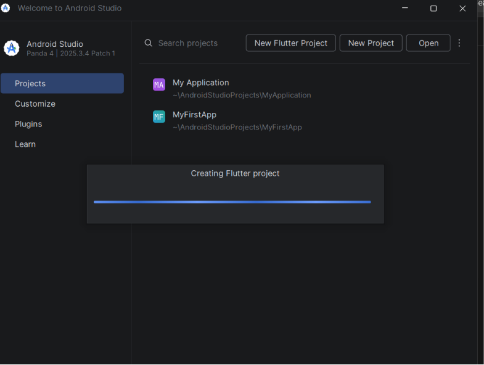 Welcome to Android Studio
Android Studio
Panda 4 | 2025.3.4 Patch 1
Search projects
New Flutter Project
New Project
Open
Projects
Customize
Plugins
Learn
MA
My Application
~\AndroidStudioProjects\MyApplication
MF
MyFirstApp
~\AndroidStudioProjects\MyFirstApp
Creating Flutter project